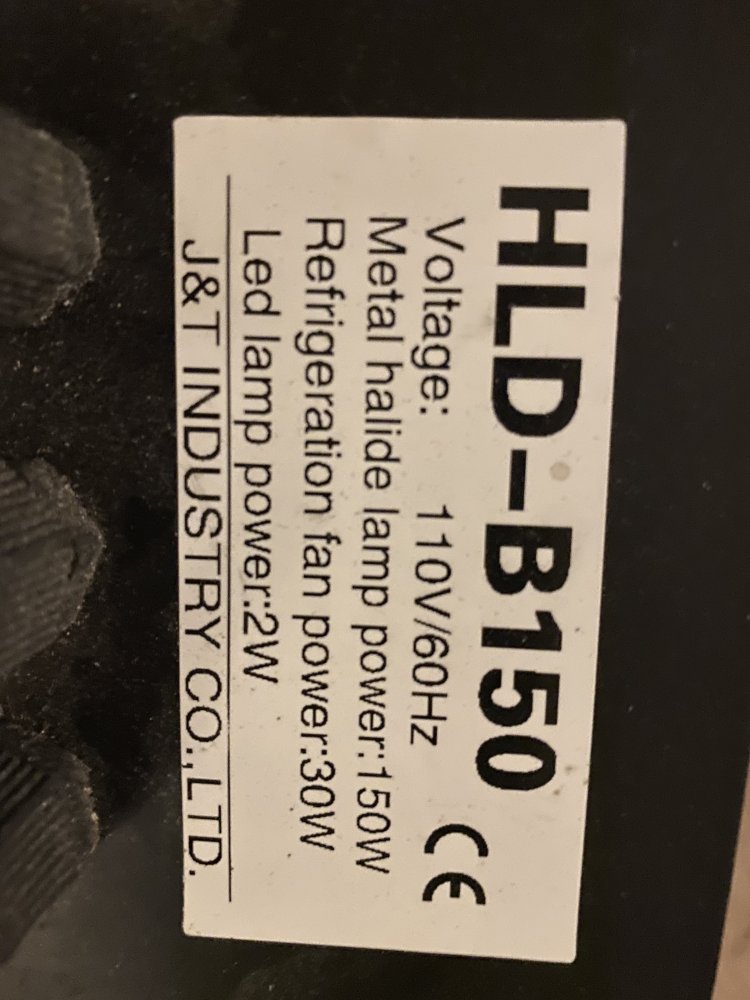 HLD-B150
Voltage: 110V/60Hz CE
Metal halide lamp power:150W
Refrigeration fan power:30W
Led lamp power:2W
J&T INDUSTRY CO.,LTD.